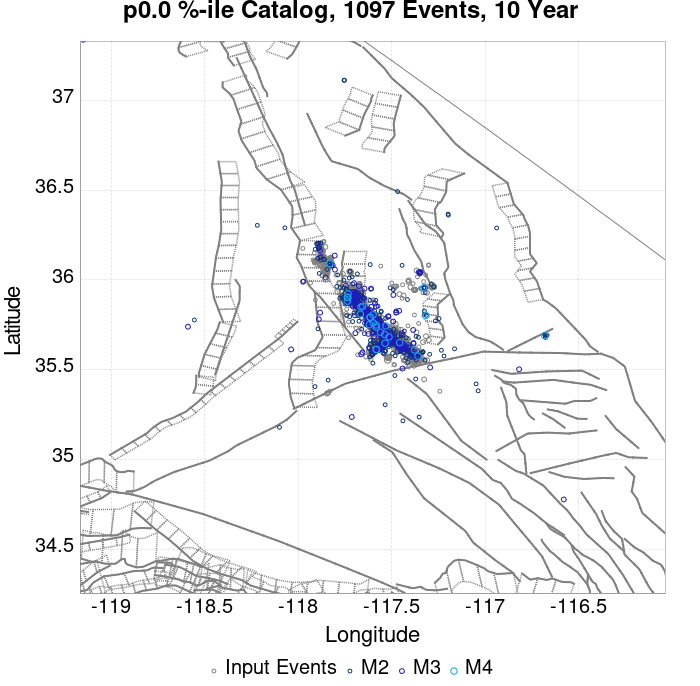 p0.0 %-ile Catalog, 1097 Events, 10 Year
37
36.5
36
35.5
35
34.5
Latitude
-119
-118.5
-118
-117.5
-117
-116.5
Longitude
Input Events
M2
M3
M4